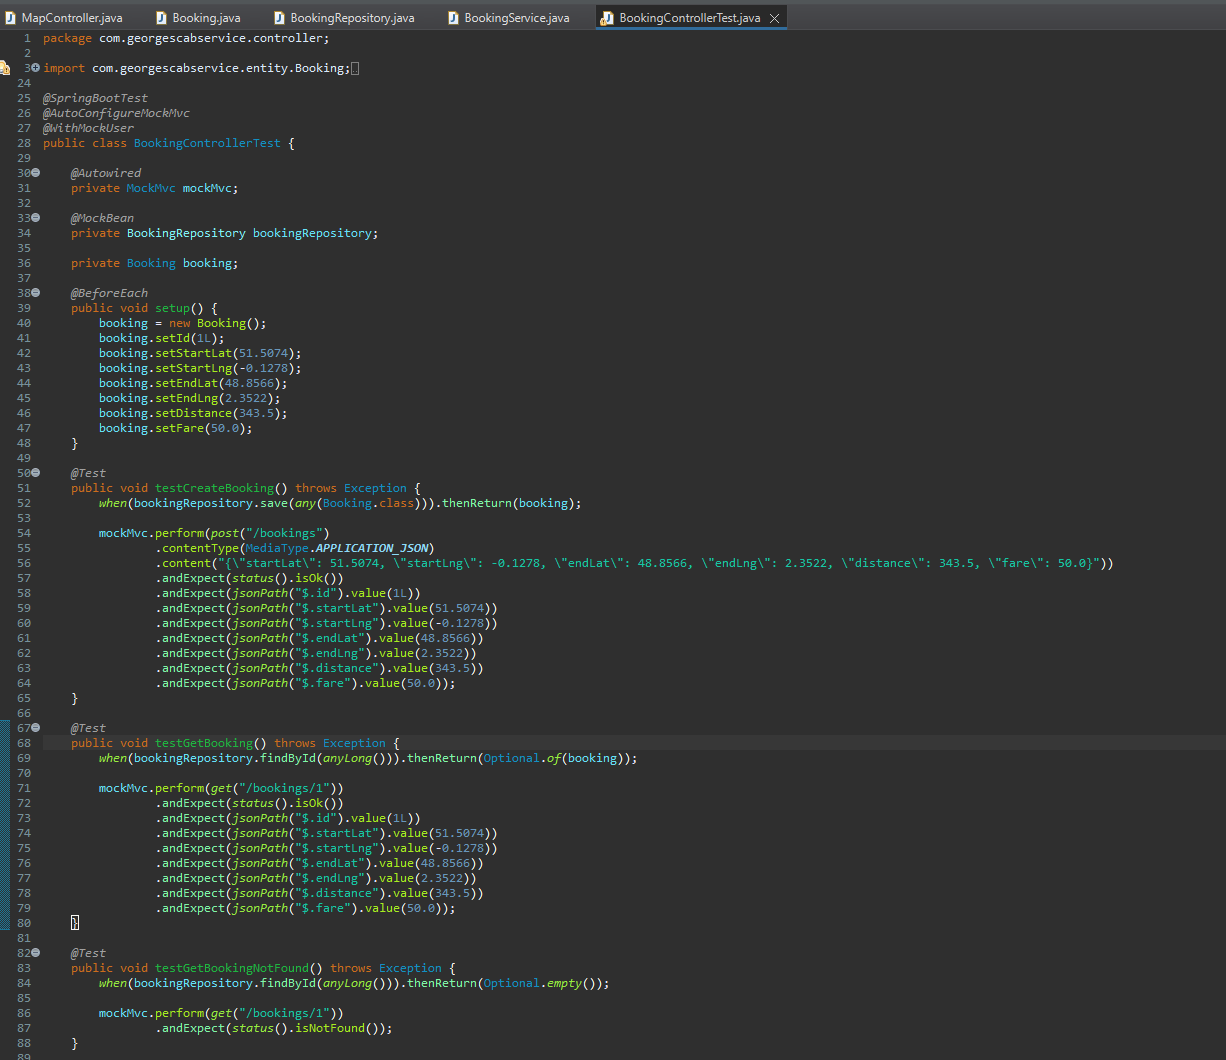 MapController.java Booking.java BookingRepository.java BookingService.java BookingControllerTest.java
1 package com.georgescabservice.controller;
2
3 import com.georgescabservice.entity.Booking;
24
25 @SpringBootTest
26 @AutoConfigureMockMvc
27 @WithMockUser
28 public class BookingControllerTest {
29
30 @Autowired
31 private MockMvc mockMvc;
32
33 @MockBean
34 private BookingRepository bookingRepository;
35
36 private Booking booking;
37
38 @BeforeEach
39 public void setup() {
40 booking = new Booking();
41 booking.setId(1L);
42 booking.setStartLat(51.5074);
43 booking.setStartLng(-0.1278);
44 booking.setEndLat(48.8566);
45 booking.setEndLng(2.3522);
46 booking.setDistance(343.5);
47 booking.setFare(50.0);
48 }
49
50 @Test
51 public void testCreateBooking() throws Exception {
52 when(bookingRepository.save(any(Booking.class))).thenReturn(booking);
53
54 mockMvc.perform(post("/bookings")
55 .contentType(MediaType.APPLICATION_JSON)
56 .content("{\"startLat\": 51.5074, \"startLng\": -0.1278, \"endLat\": 48.8566, \"endLng\": 2.3522, \"distance\": 343.5, \"fare\": 50.0}"))
57 .andExpect(status().isOk())
58 .andExpect(jsonPath("$.id").value(1L))
59 .andExpect(jsonPath("$.startLat").value(51.5074))
60 .andExpect(jsonPath("$.startLng").value(-0.1278))
61 .andExpect(jsonPath("$.endLat").value(48.8566))
62 .andExpect(jsonPath("$.endLng").value(2.3522))
63 .andExpect(jsonPath("$.distance").value(343.5))
64 .andExpect(jsonPath("$.fare").value(50.0));
65 }
66
67 @Test
68 public void testGetBooking() throws Exception {
69 when(bookingRepository.findById(anyLong())).thenReturn(Optional.of(booking));
70
71 mockMvc.perform(get("/bookings/1"))
72 .andExpect(status().isOk())
73 .andExpect(jsonPath("$.id").value(1L))
74 .andExpect(jsonPath("$.startLat").value(51.5074))
75 .andExpect(jsonPath("$.startLng").value(-0.1278))
76 .andExpect(jsonPath("$.endLat").value(48.8566))
77 .andExpect(jsonPath("$.endLng").value(2.3522))
78 .andExpect(jsonPath("$.distance").value(343.5))
79 .andExpect(jsonPath("$.fare").value(50.0));
80 }
81
82 @Test
83 public void testGetBookingNotFound() throws Exception {
84 when(bookingRepository.findById(anyLong())).thenReturn(Optional.empty());
85
86 mockMvc.perform(get("/bookings/1"))
87 .andExpect(status().isNotFound());
88 }
89